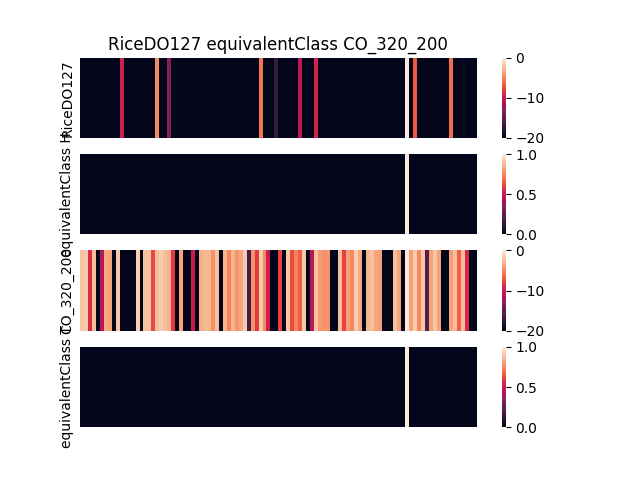 RiceDO127 equivalentClass CO_320_200
RiceDO127
0
−10
−20
equivalentClass H
1.0
0.5
0.0
CO_320_200
0
−10
−20
equivalentClass T
1.0
0.5
0.0